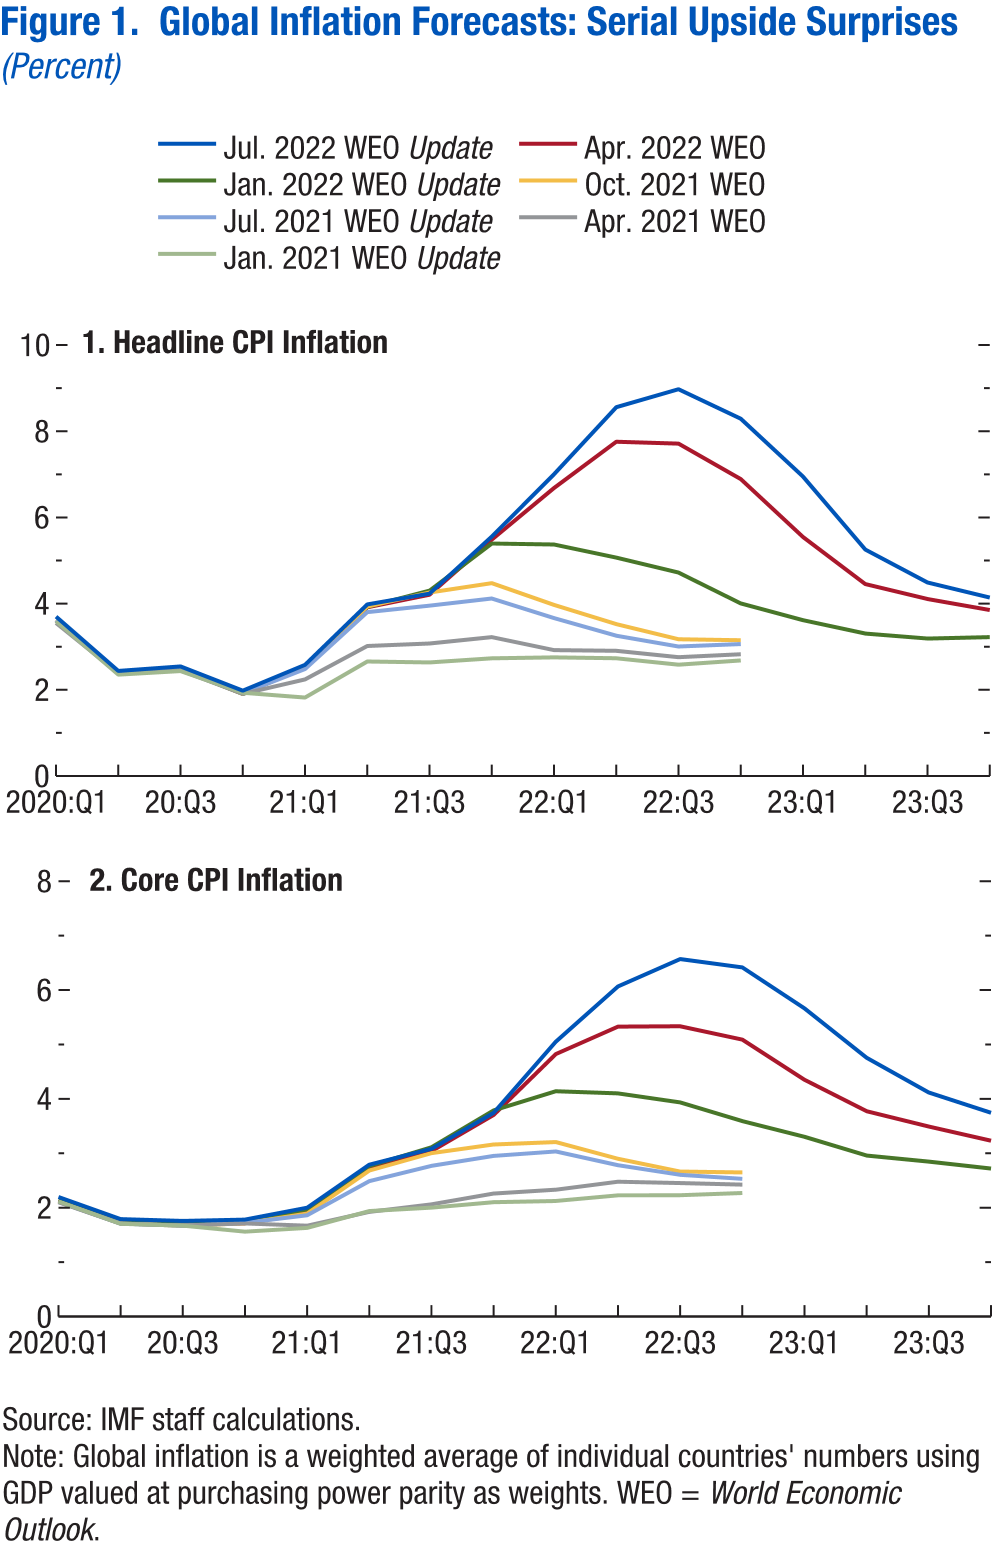 Figure 1.  Global Inflation Forecasts: Serial Upside Surprises
(Percent)
Jul. 2022 WEO Update
Apr. 2022 WEO
Jan. 2022 WEO Update
Oct. 2021 WEO
Jul. 2021 WEO Update
Apr. 2021 WEO
Jan. 2021 WEO Update
1. Headline CPI Inflation
10
8
6
4
2
0
2020:Q1 20:Q3 21:Q1 21:Q3 22:Q1 22:Q3 23:Q1 23:Q3
2. Core CPI Inflation
8
6
4
2
0
2020:Q1 20:Q3 21:Q1 21:Q3 22:Q1 22:Q3 23:Q1 23:Q3
Source: IMF staff calculations.
Note: Global inflation is a weighted average of individual countries' numbers using
GDP valued at purchasing power parity as weights. WEO = World Economic
Outlook.